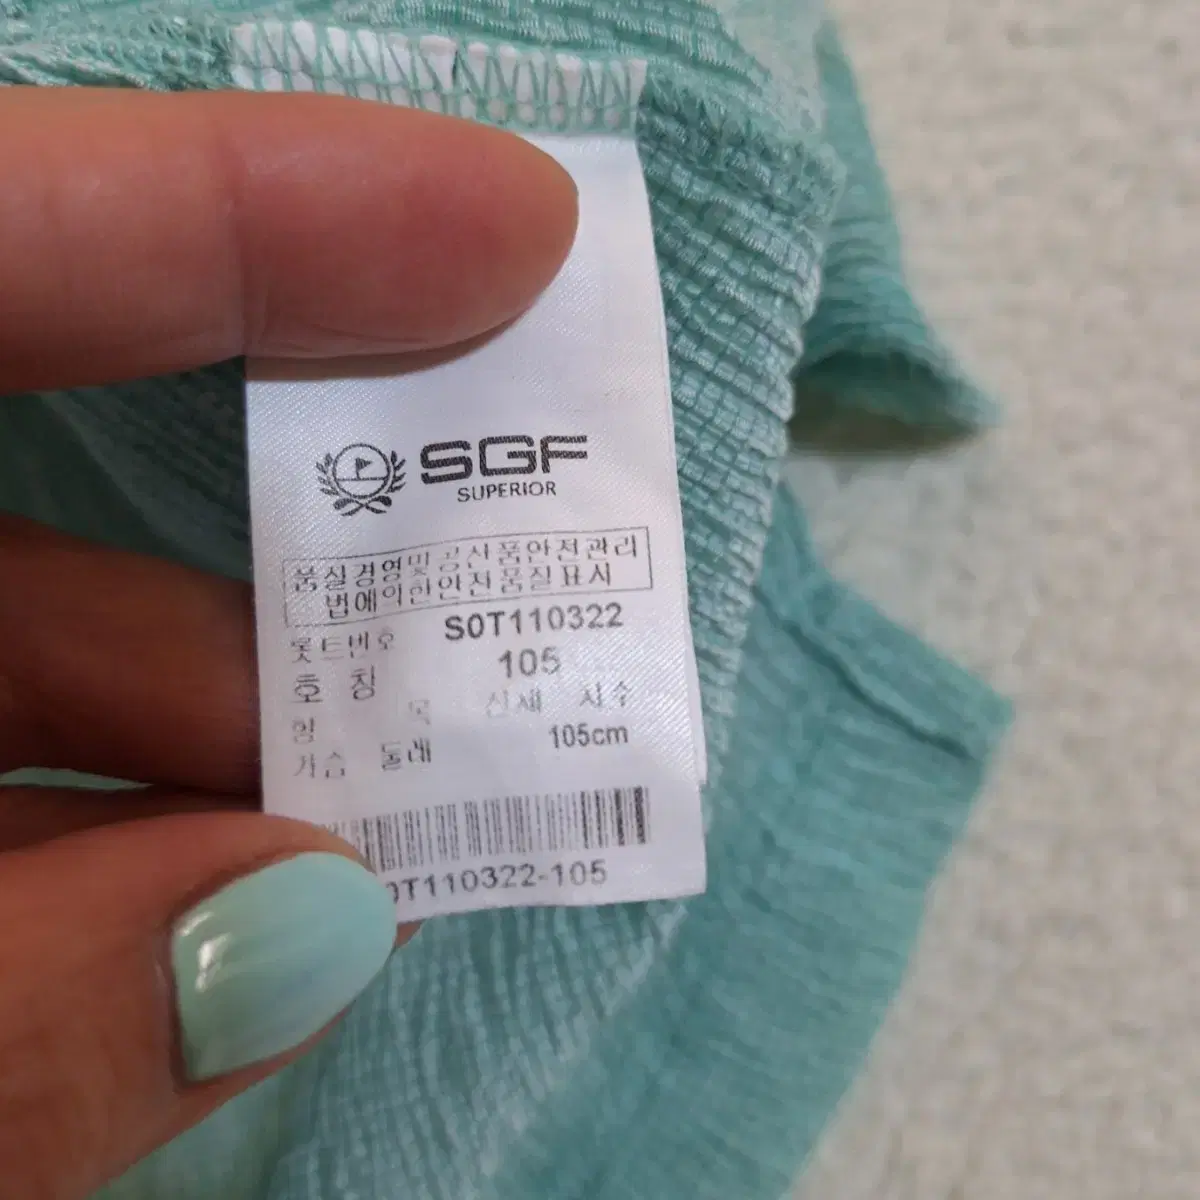 SGF
SUPERIOR
품질경영및공산품안전관리
법에의한안전품질표시
롯트번호 S0T110322
호 칭 105
항 목 신체 치수
가슴 둘레 105cm
0T110322-105